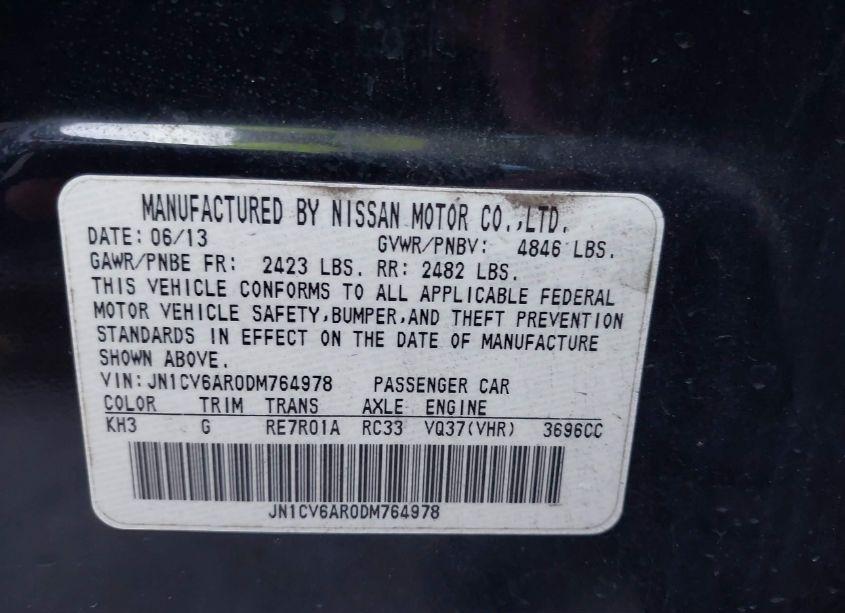 MANUFACTURED BY NISSAN MOTOR CO.,LTD.
DATE: 06/13 GVWR/PNBV: 4846 LBS.
GAWR/PNBE FR: 2423 LBS. RR: 2482 LBS.
THIS VEHICLE CONFORMS TO ALL APPLICABLE FEDERAL
MOTOR VEHICLE SAFETY,BUMPER,AND THEFT PREVENTION
STANDARDS IN EFFECT ON THE DATE OF MANUFACTURE
SHOWN ABOVE.
VIN: JN1CV6AR0DM764978 PASSENGER CAR
COLOR TRIM TRANS AXLE ENGINE
KH3 G RE7R01A RC33 VQ37(VHR) 3696CC
JN1CV6AR0DM764978